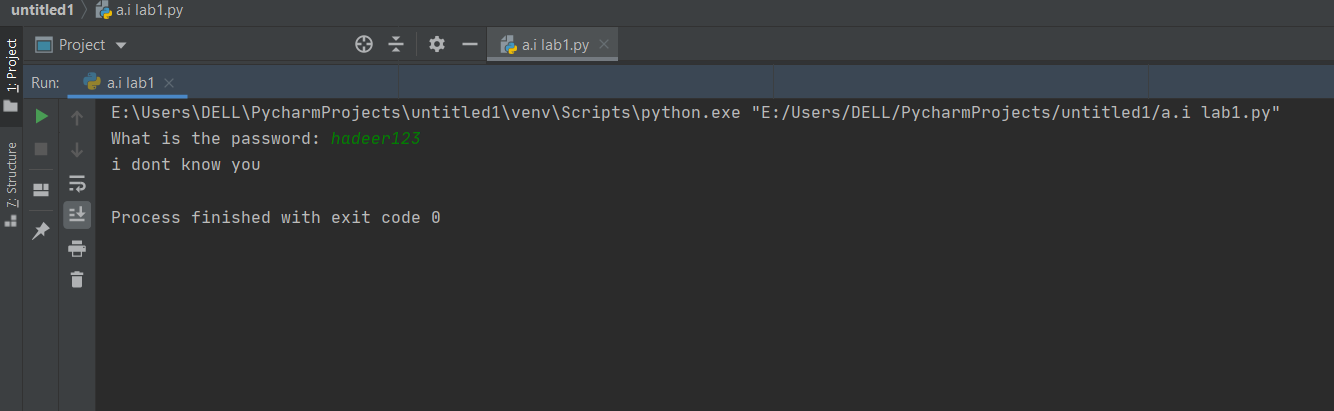 untitled1 > a.i lab1.py
Project a.i lab1.py
1: Project
Run: a.i lab1
E:\Users\DELL\PycharmProjects\untitled1\venv\Scripts\python.exe "E:/Users/DELL/PycharmProjects/untitled1/a.i lab1.py"
What is the password: hadeer123
i dont know you
7: Structure
Process finished with exit code 0